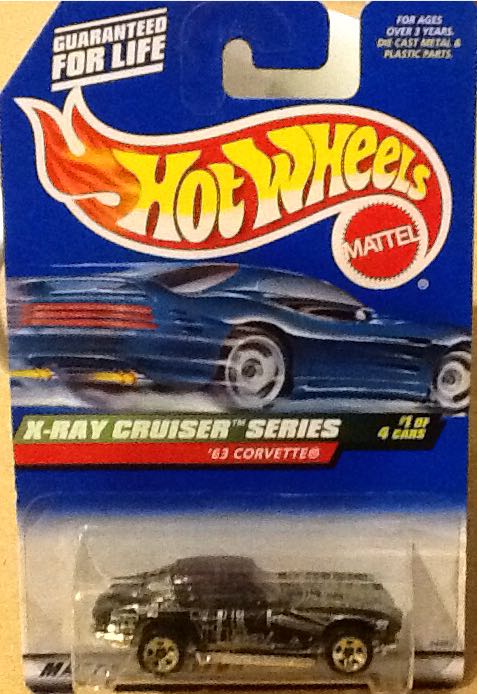 GUARANTEED
FOR LIFE
FOR AGES
OVER 3 YEARS.
DIE CAST METAL &
PLASTIC PARTS.
HOT WHEELS
MATTEL
®
X-RAY CRUISER™ SERIES
#1 OF
4 CARS
'63 CORVETTE®